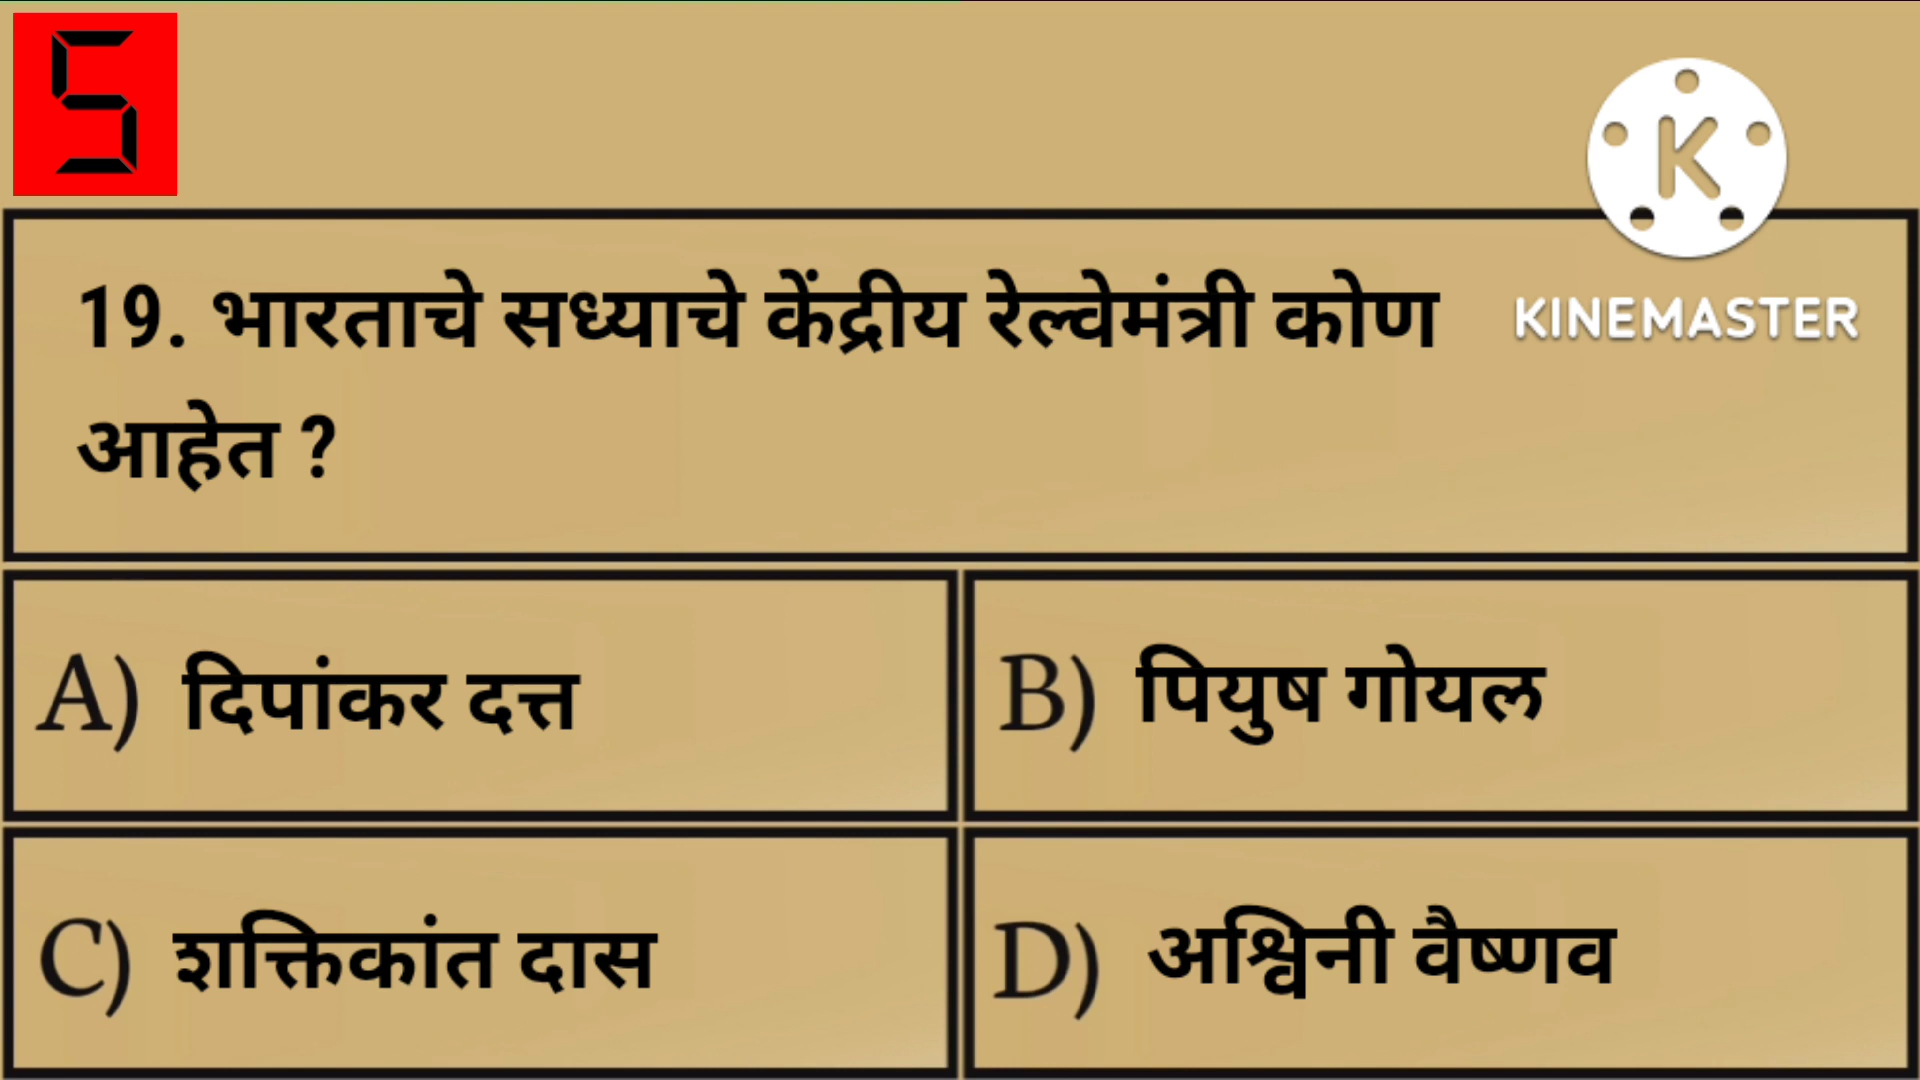 5
KINEMASTER
19. भारताचे सध्याचे केंद्रीय रेल्वेमंत्री कोण
आहेत ?
A) दिपांकर दत्त
B) पियुष गोयल
C) शक्तिकांत दास
D) अश्विनी वैष्णव